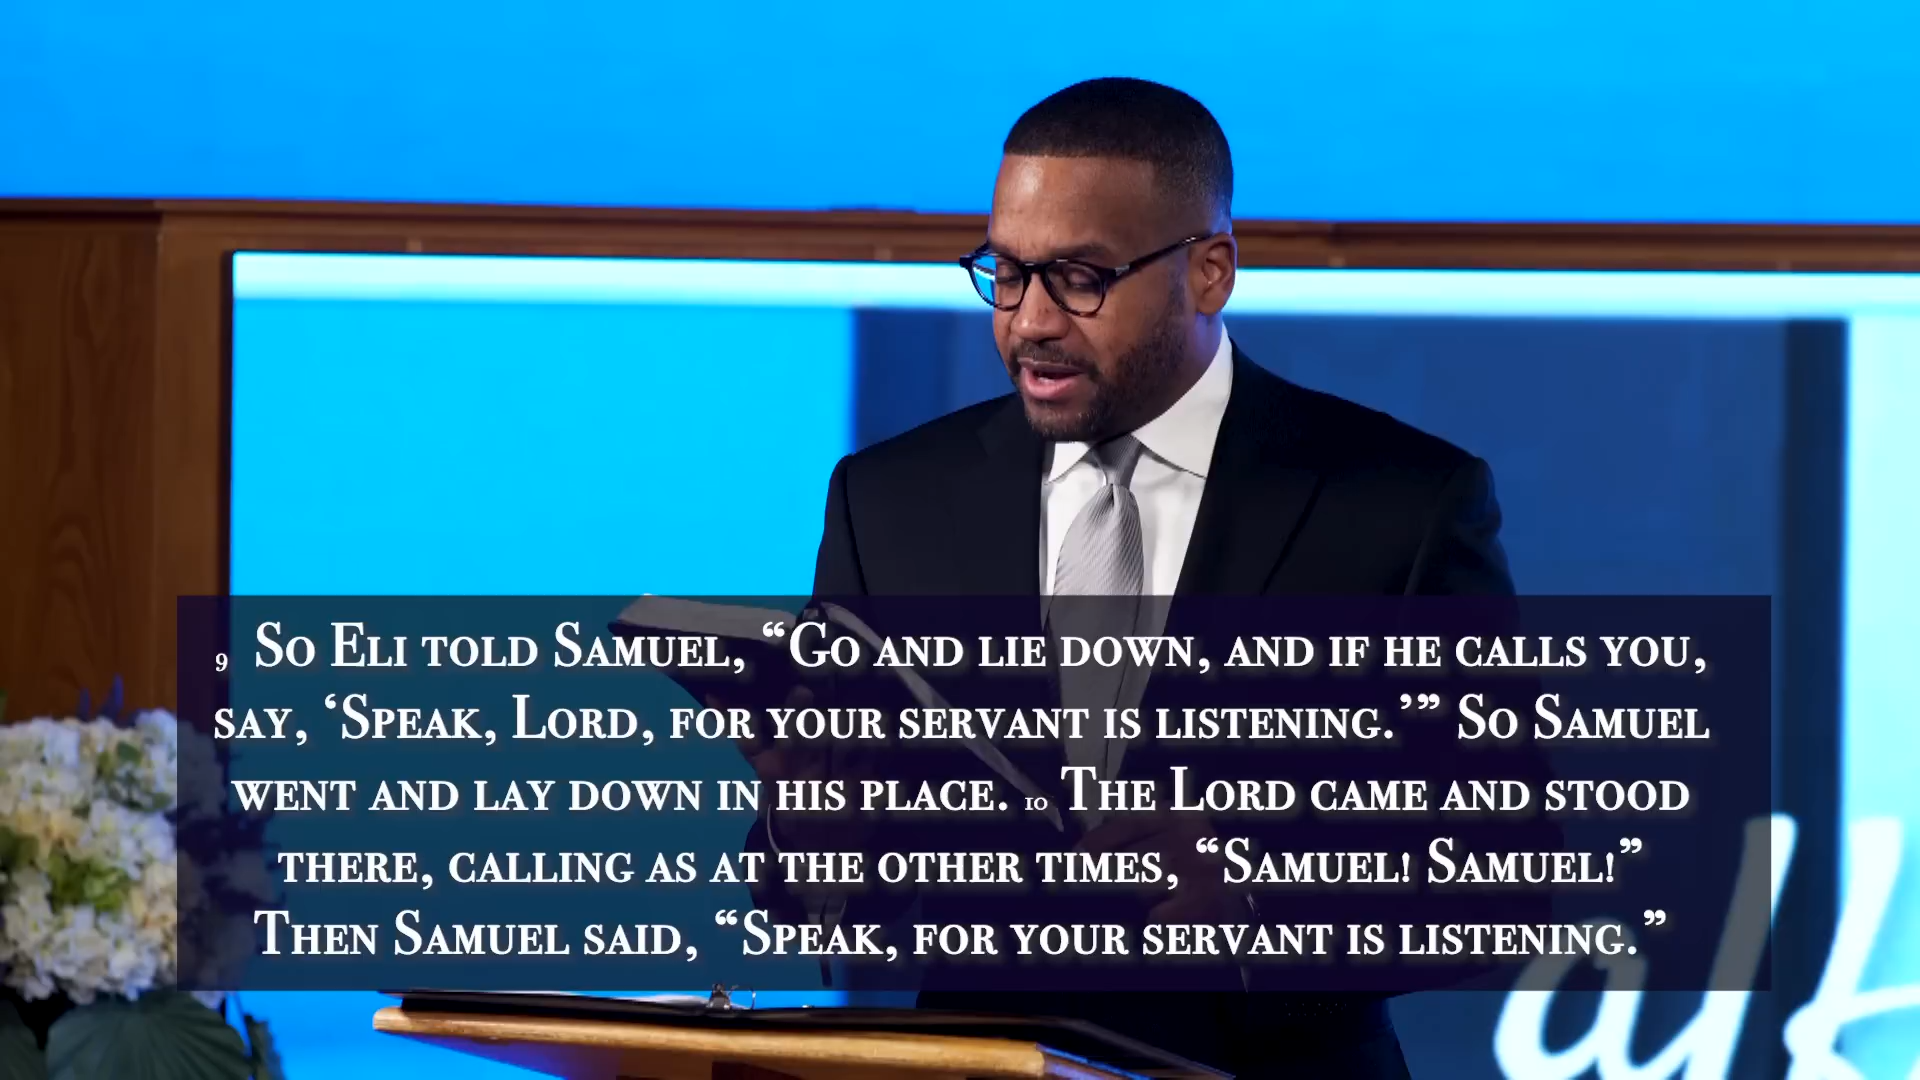 9 So Eli told Samuel, “Go and lie down, and if he calls you,
say, ‘Speak, Lord, for your servant is listening.’” So Samuel
went and lay down in his place. 10 The Lord came and stood
there, calling as at the other times, “Samuel! Samuel!”
Then Samuel said, “Speak, for your servant is listening.”